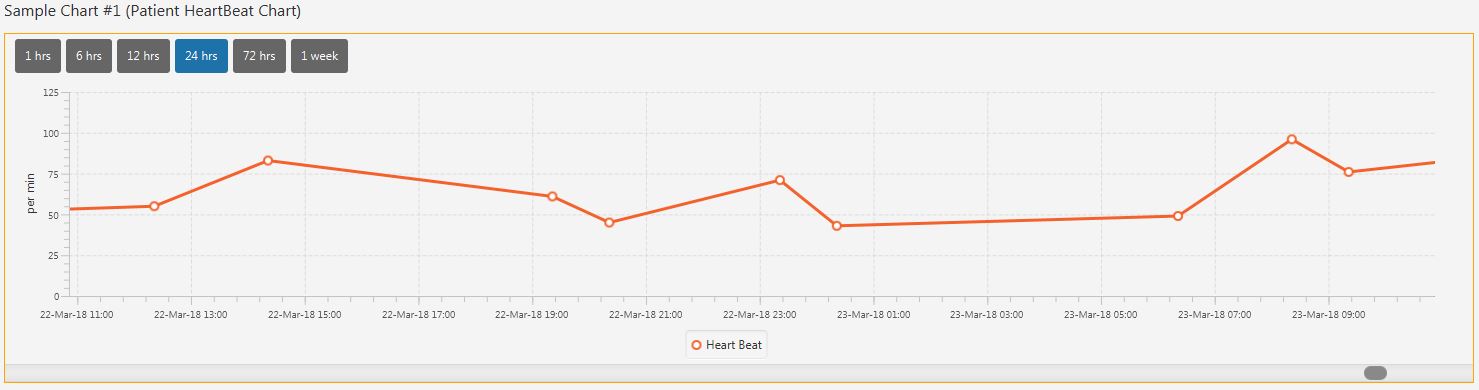 Sample Chart #1 (Patient HeartBeat Chart)
1 hrs 6 hrs 12 hrs 24 hrs 72 hrs 1 week
125
100
75
50
25
0
per min
22-Mar-18 11:00 22-Mar-18 13:00 22-Mar-18 15:00 22-Mar-18 17:00 22-Mar-18 19:00 22-Mar-18 21:00 22-Mar-18 23:00 23-Mar-18 01:00 23-Mar-18 03:00 23-Mar-18 05:00 23-Mar-18 07:00 23-Mar-18 09:00
Heart Beat